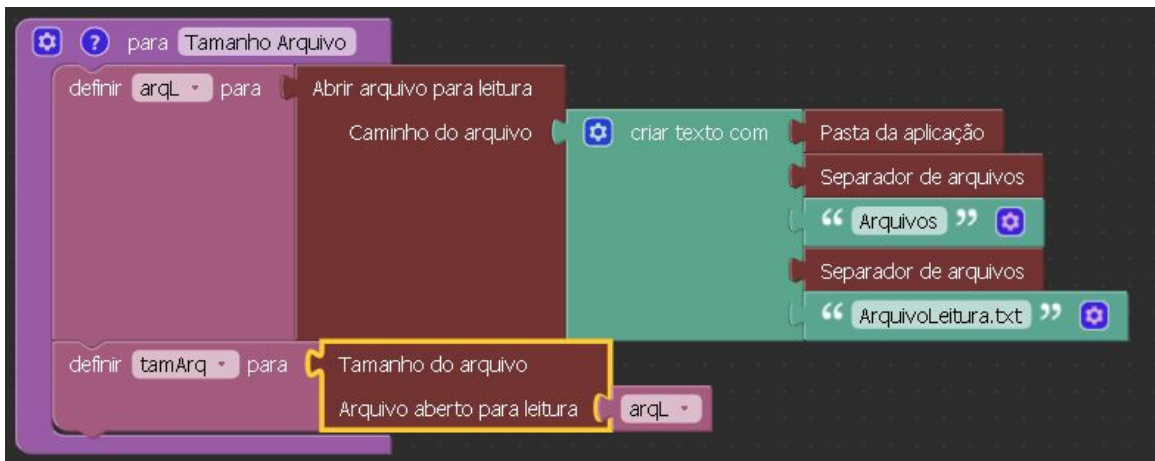 ? para Tamanho Arquivo
definir arqL para Abrir arquivo para leitura
Caminho do arquivo criar texto com Pasta da aplicação
Separador de arquivos
“ Arquivos ”
Separador de arquivos
“ ArquivoLeitura.txt ”
definir tamArq para Tamanho do arquivo
Arquivo aberto para leitura arqL